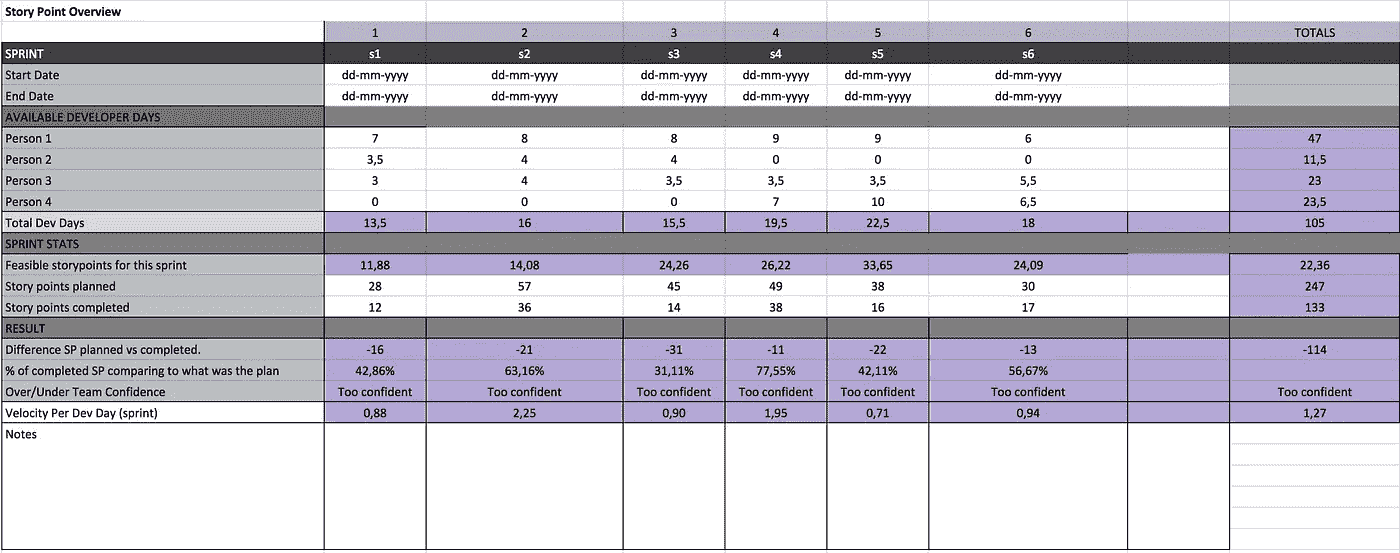 Story Point Overview
1 2 3 4 5 6 TOTALS
SPRINT s1 s2 s3 s4 s5 s6
Start Date dd-mm-yyyy dd-mm-yyyy dd-mm-yyyy dd-mm-yyyy dd-mm-yyyy dd-mm-yyyy
End Date dd-mm-yyyy dd-mm-yyyy dd-mm-yyyy dd-mm-yyyy dd-mm-yyyy dd-mm-yyyy
AVAILABLE DEVELOPER DAYS
Person 1 7 8 8 9 9 6 47
Person 2 3,5 4 4 0 0 0 11,5
Person 3 3 4 3,5 3,5 3,5 5,5 23
Person 4 0 0 0 7 10 6,5 23,5
Total Dev Days 13,5 16 15,5 19,5 22,5 18 105
SPRINT STATS
Feasible storypoints for this sprint 11,88 14,08 24,26 26,22 33,65 24,09 22,36
Story points planned 28 57 45 49 38 30 247
Story points completed 12 36 14 38 16 17 133
RESULT
Difference SP planned vs completed. -16 -21 -31 -11 -22 -13 -114
% of completed SP comparing to what was the plan 42,86% 63,16% 31,11% 77,55% 42,11% 56,67%
Over/Under Team Confidence Too confident Too confident Too confident Too confident Too confident Too confident Too confident
Velocity Per Dev Day (sprint) 0,88 2,25 0,90 1,95 0,71 0,94 1,27
Notes